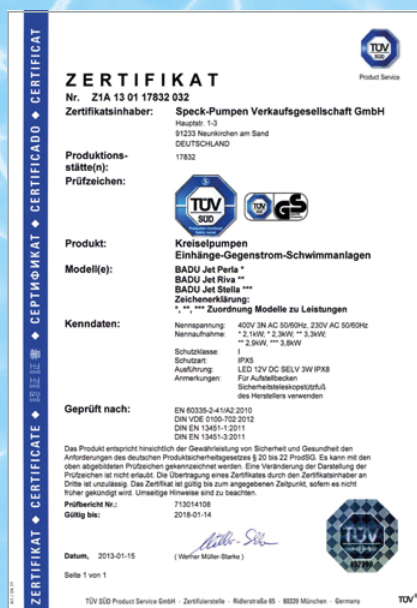 ZERTIFIKAT ◆ CERTIFICATE ◆ 認證證書 ◆ СЕРТИФИКАТ ◆ CERTIFICADO ◆ CERTIFICAT
TÜV
SÜD
Product Service
ZERTIFIKAT
Nr. Z1A 13 01 17832 032
Zertifikatsinhaber: Speck-Pumpen Verkaufsgesellschaft GmbH
Hauptstr. 1-3
91233 Neunkirchen am Sand
DEUTSCHLAND
Produktions-
stätte(n): 17832
Prüfzeichen:
TÜV
SÜD
TÜV
SÜD
GS
Produkt: Kreiselpumpen
Einhänge-Gegenstrom-Schwimmanlagen
Modell(e): BADU Jet Perla *
BADU Jet Riva **
BADU Jet Stella ***
Zeichenerklärung:
*, **, *** Zuordnung Modelle zu Leistungen
Kenndaten: Nennspannung: 400V 3N AC 50/60Hz, 230V AC 50/60Hz
Nennaufnahme: * 2,1kW; * 2,3kW; ** 3,3kW;
** 2,9kW, *** 3,8kW
Schutzklasse: I
Schutzart: IPX5
Ausführung: LED 12V DC SELV 3W IPX8
Anmerkungen: Für Aufstellbecken
Sicherheitsteleskopstützfuß
des Herstellers verwenden
Geprüft nach: EN 60335-2-41/A2:2010
DIN VDE 0700-702:2012
DIN EN 13451-1:2011
DIN EN 13451-3:2011
Das Produkt entspricht hinsichtlich der Gewährleistung von Sicherheit und Gesundheit den
Anforderungen des deutschen Produktsicherheitsgesetzes § 20 bis 22 ProdSG. Es kann mit den
oben abgebildeten Prüfzeichen gekennzeichnet werden. Eine Veränderung der Darstellung der
Prüfzeichen ist nicht erlaubt. Die Übertragung eines Zertifikates durch den Zertifikatsinhaber an
Dritte ist unzulässig. Das Zertifikat ist gültig bis zum angegebenen Zeitpunkt, sofern es nicht
früher gekündigt wird. Umseitige Hinweise sind zu beachten.
Prüfbericht Nr.: 713014108
Gültig bis: 2018-01-14
Datum, 2013-01-15 ( Werner Müller-Starke )
Seite 1 von 1
TÜV
TÜV SÜD Product Service GmbH · Zertifizierstelle · Ridlerstraße 65 · 80339 München · Germany TÜV